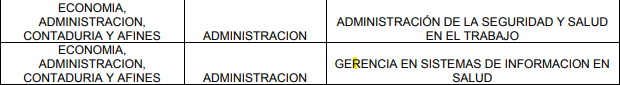 ECONOMIA,
ADMINISTRACION,
CONTADURIA Y AFINES
ADMINISTRACION
ADMINISTRACIÓN DE LA SEGURIDAD Y SALUD
EN EL TRABAJO
ECONOMIA,
ADMINISTRACION,
CONTADURIA Y AFINES
ADMINISTRACION
GERENCIA EN SISTEMAS DE INFORMACION EN
SALUD